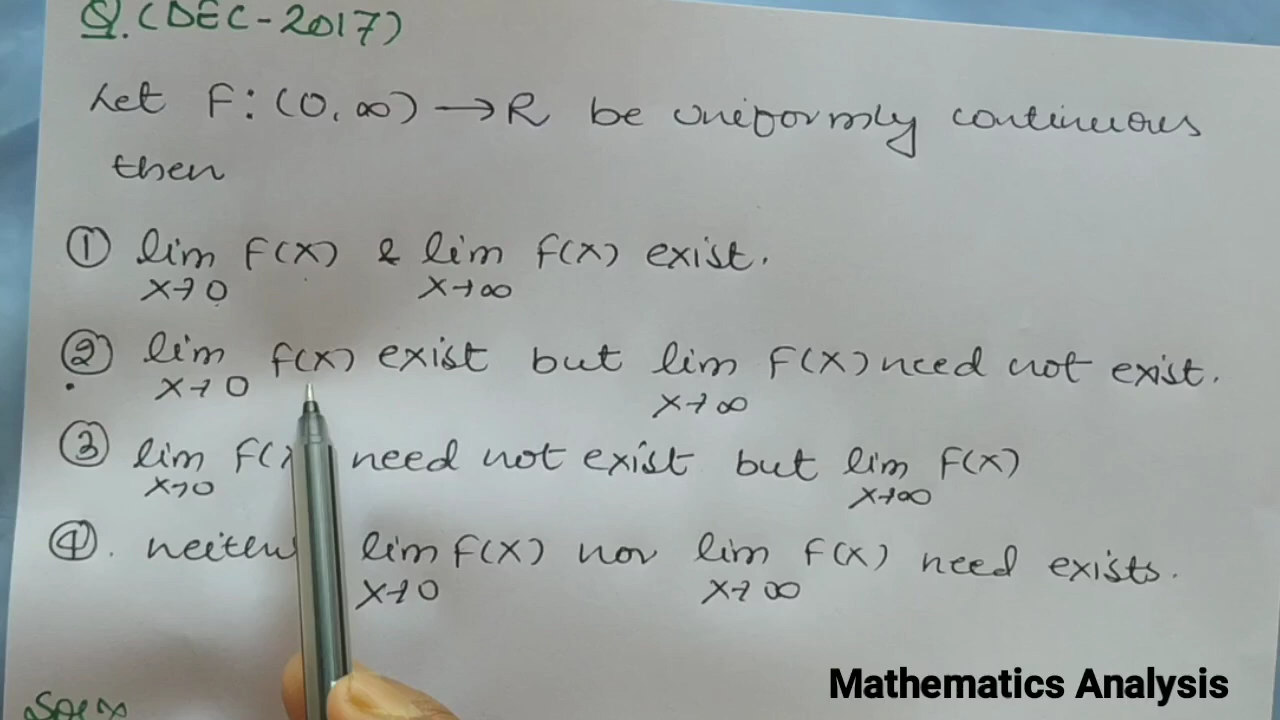 Q. (DEC-2017)
Let F:(0,∞)→R be uniformly continuous
then
① lim F(X) & lim F(X) exist.
X→0 X→∞
② lim F(X) exist but lim F(X) need not exist.
X→0 X→∞
③ lim need not exist but lim F(X)
X→0 X→∞
④. lim F(X) nor lim F(X) need exists.
X→0 X→∞
Mathematics Analysis